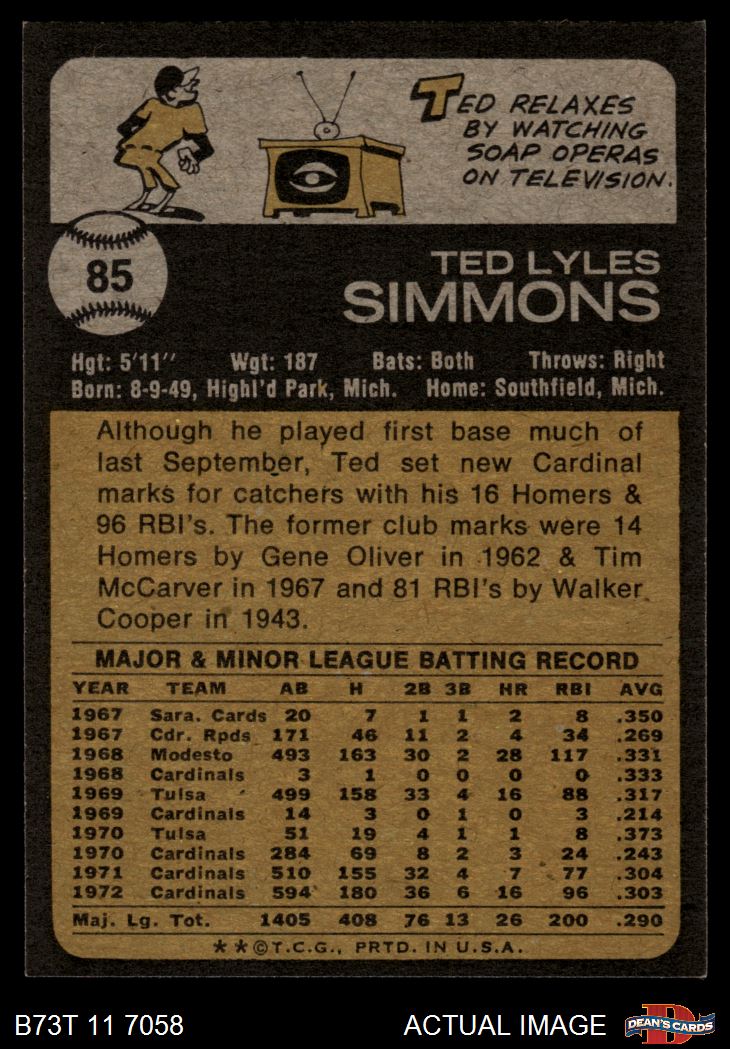 TED RELAXES
BY WATCHING
SOAP OPERAS
ON TELEVISION.
85
TED LYLES
SIMMONS
Hgt: 5'11" Wgt: 187 Bats: Both Throws: Right
Born: 8-9-49, Highl'd Park, Mich. Home: Southfield, Mich.
Although he played first base much of
last September, Ted set new Cardinal
marks for catchers with his 16 Homers &
96 RBI's. The former club marks were 14
Homers by Gene Oliver in 1962 & Tim
McCarver in 1967 and 81 RBI's by Walker
Cooper in 1943.
MAJOR & MINOR LEAGUE BATTING RECORD
YEAR TEAM AB H 2B 3B HR RBI AVG
1967 Sara. Cards 20 7 1 1 2 8 .350
1967 Cdr. Rpds 171 46 11 2 4 34 .269
1968 Modesto 493 163 30 2 28 117 .331
1968 Cardinals 3 1 0 0 0 0 .333
1969 Tulsa 499 158 33 4 16 88 .317
1969 Cardinals 14 3 0 1 0 3 .214
1970 Tulsa 51 19 4 1 1 8 .373
1970 Cardinals 284 69 8 2 3 24 .243
1971 Cardinals 510 155 32 4 7 77 .304
1972 Cardinals 594 180 36 6 16 96 .303
Maj. Lg. Tot. 1405 408 76 13 26 200 .290
**©T.C.G., PRTD. IN U.S.A.
B73T 11 7058 ACTUAL IMAGE D DEAN'S CARDS